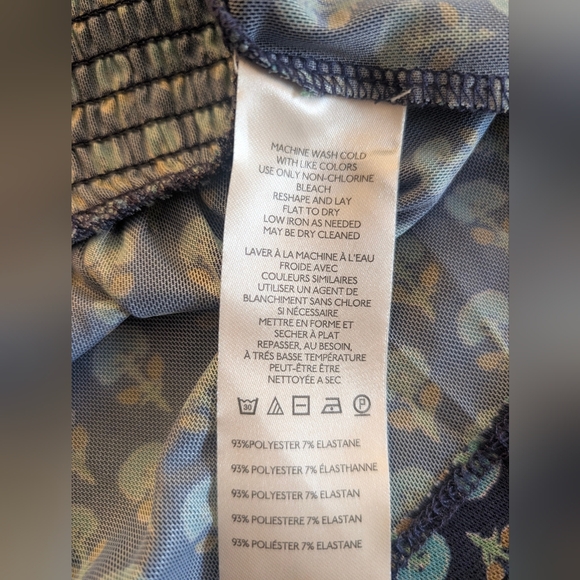 MACHINE WASH COLD
WITH LIKE COLORS
USE ONLY NON-CHLORINE
BLEACH
RESHAPE AND LAY
FLAT TO DRY
LOW IRON AS NEEDED
MAY BE DRY CLEANED
LAVER À LA MACHINE À L'EAU
FROIDE AVEC
COULEURS SIMILAIRES
UTILISER UN AGENT DE
BLANCHIMENT SANS CHLORE
SI NÉCESSAIRE
METTRE EN FORME ET
SECHER À PLAT
REPASSER, AU BESOIN,
À TRÉS BASSE TEMPÉRATURE
PEUT-ÊTRE ÊTRE
NETTOYÉE A SEC
30 P
93%POLYESTER 7% ELASTANE
93%POLYESTER 7% ÉLASTHANNE
93% POLYESTER 7% ELASTAN
93% POLIESTERE 7% ELASTAN
93% POLIÉSTER 7% ELASTANE